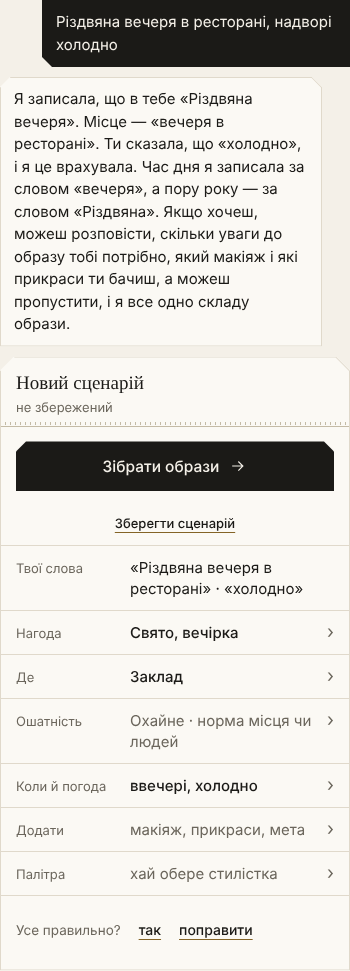 Різдвяна вечеря в ресторані, надворі
холодно
Я записала, що в тебе «Різдвяна
вечеря». Місце — «вечеря в
ресторані». Ти сказала, що «холодно»,
і я це врахувала. Час дня я записала за
словом «вечеря», а пору року — за
словом «Різдвяна». Якщо хочеш,
можеш розповісти, скільки уваги до
образу тобі потрібно, який макіяж і які
прикраси ти бачиш, а можеш
пропустити, і я все одно складу
образи.
Новий сценарій
не збережений
Зібрати образи →
Зберегти сценарій
Твої слова «Різдвяна вечеря в
ресторані» · «холодно»
Нагода Свято, вечірка ›
Де Заклад ›
Ошатність Охайне · норма місця чи ›
людей
Коли й погода ввечері, холодно ›
Додати макіяж, прикраси, мета ›
Палітра хай обере стилістка ›
Усе правильно? так поправити